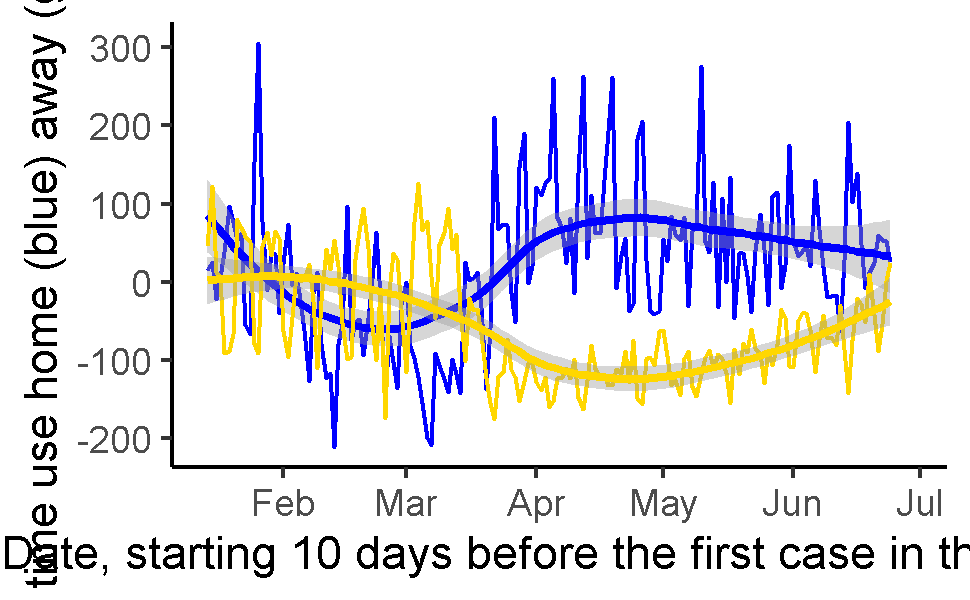 time use home (blue) away (
300
200
100
0
-100
-200
Feb Mar Apr May Jun Jul
Date, starting 10 days before the first case in th